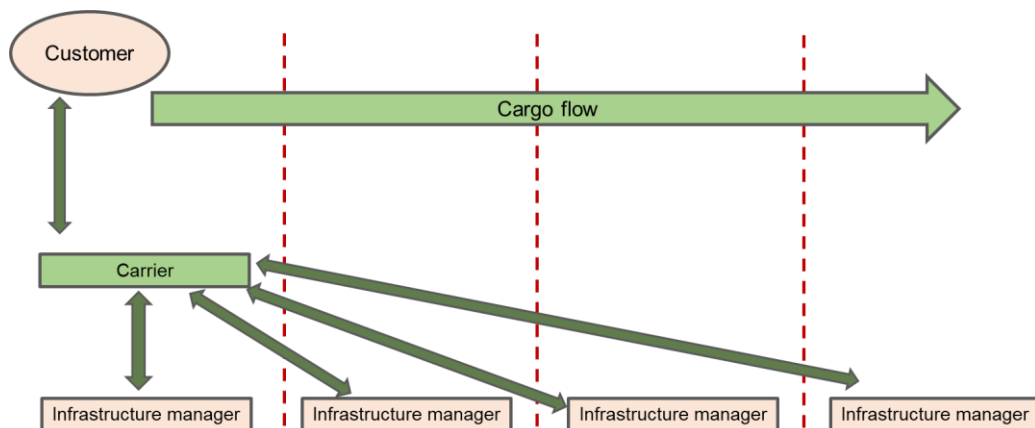 Customer
Cargo flow
Carrier
Infrastructure manager
Infrastructure manager
Infrastructure manager
Infrastructure manager